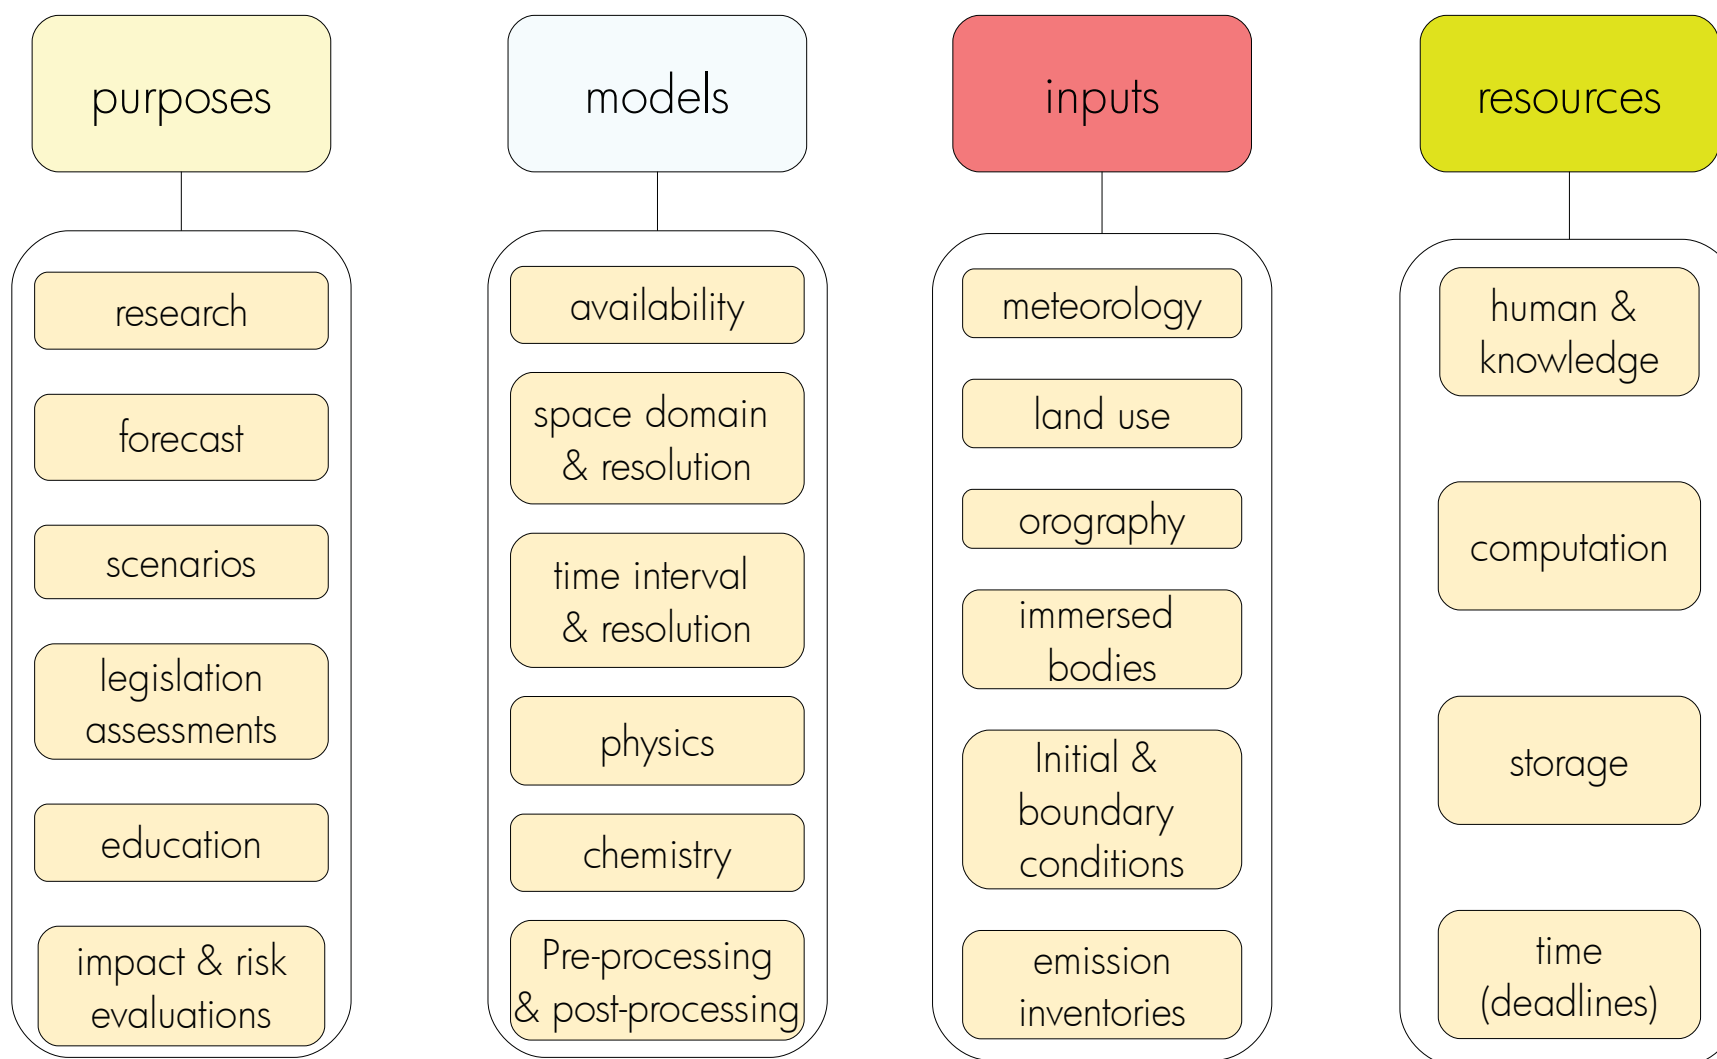 purposes
research
forecast
scenarios
legislation
assessments
education
impact & risk
evaluations
models
availability
space domain
& resolution
time interval
& resolution
physics
chemistry
Pre-processing
& post-processing
inputs
meteorology
land use
orography
immersed
bodies
Initial &
boundary
conditions
emission
inventories
resources
human &
knowledge
computation
storage
time
(deadlines)